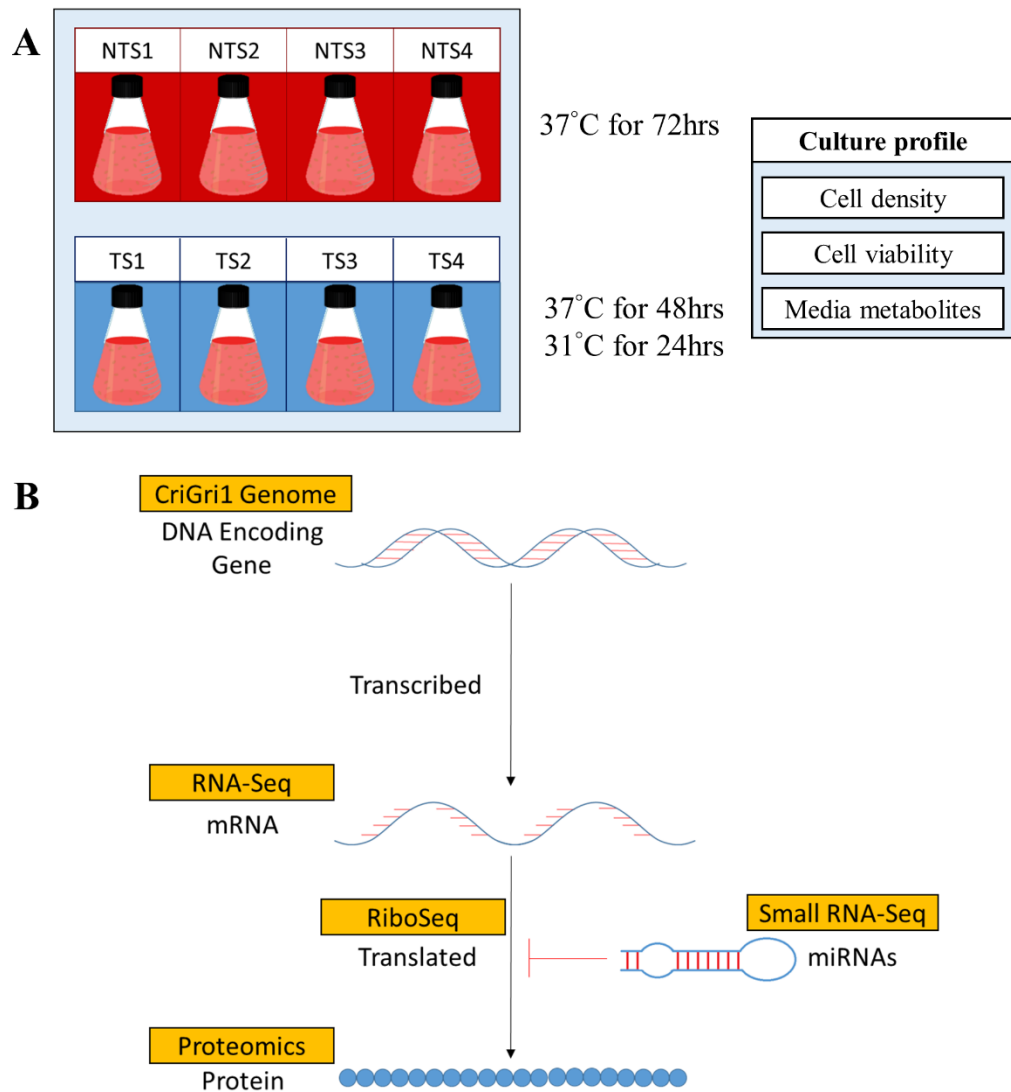 A
NTS1 NTS2 NTS3 NTS4
37°C for 72hrs
Culture profile
Cell density
Cell viability
Media metabolites
TS1 TS2 TS3 TS4
37°C for 48hrs
31°C for 24hrs
B
CriGri1 Genome
DNA Encoding
Gene
Transcribed
RNA-Seq
mRNA
RiboSeq
Translated
Small RNA-Seq
miRNAs
Proteomics
Protein